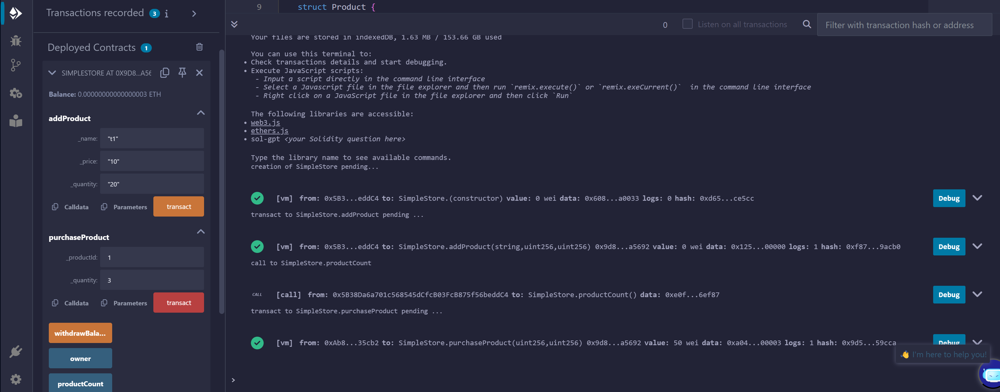 Transactions recorded 3 i
Deployed Contracts 1
SIMPLESTORE AT 0X9D8...A56
Balance: 0.00000000000000003 ETH
addProduct
_name: "t1"
_price: "10"
_quantity: "20"
Calldata Parameters transact
purchaseProduct
_productId: 1
_quantity: 3
Calldata Parameters transact
withdrawBala...
owner
productCount
9 struct Product {
0 Listen on all transactions Filter with transaction hash or address
Your files are stored in indexedDB, 1.63 MB / 153.66 GB used
You can use this terminal to:
• Check transactions details and start debugging.
• Execute JavaScript scripts:
- Input a script directly in the command line interface
- Select a Javascript file in the file explorer and then run `remix.execute()` or `remix.exeCurrent()` in the command line interface
- Right click on a JavaScript file in the file explorer and then click `Run`
The following libraries are accessible:
• web3.js
• ethers.js
• sol-gpt <your Solidity question here>
Type the library name to see available commands.
creation of SimpleStore pending...
[vm] from: 0x5B3...eddC4 to: SimpleStore.(constructor) value: 0 wei data: 0x608...a0033 logs: 0 hash: 0xd65...ce5cc Debug
transact to SimpleStore.addProduct pending ...
[vm] from: 0x5B3...eddC4 to: SimpleStore.addProduct(string,uint256,uint256) 0x9d8...a5692 value: 0 wei data: 0x125...00000 logs: 1 hash: 0xf87...9acb0 Debug
call to SimpleStore.productCount
CALL [call] from: 0x5B38Da6a701c568545dCfcB03FcB875f56beddC4 to: SimpleStore.productCount() data: 0xe0f...6ef87 Debug
transact to SimpleStore.purchaseProduct pending ...
[vm] from: 0xAb8...35cb2 to: SimpleStore.purchaseProduct(uint256,uint256) 0x9d8...a5692 value: 50 wei data: 0xa04...00003 logs: 1 hash: 0x9d5...59cca Debug
👋 I'm here to help you!
>